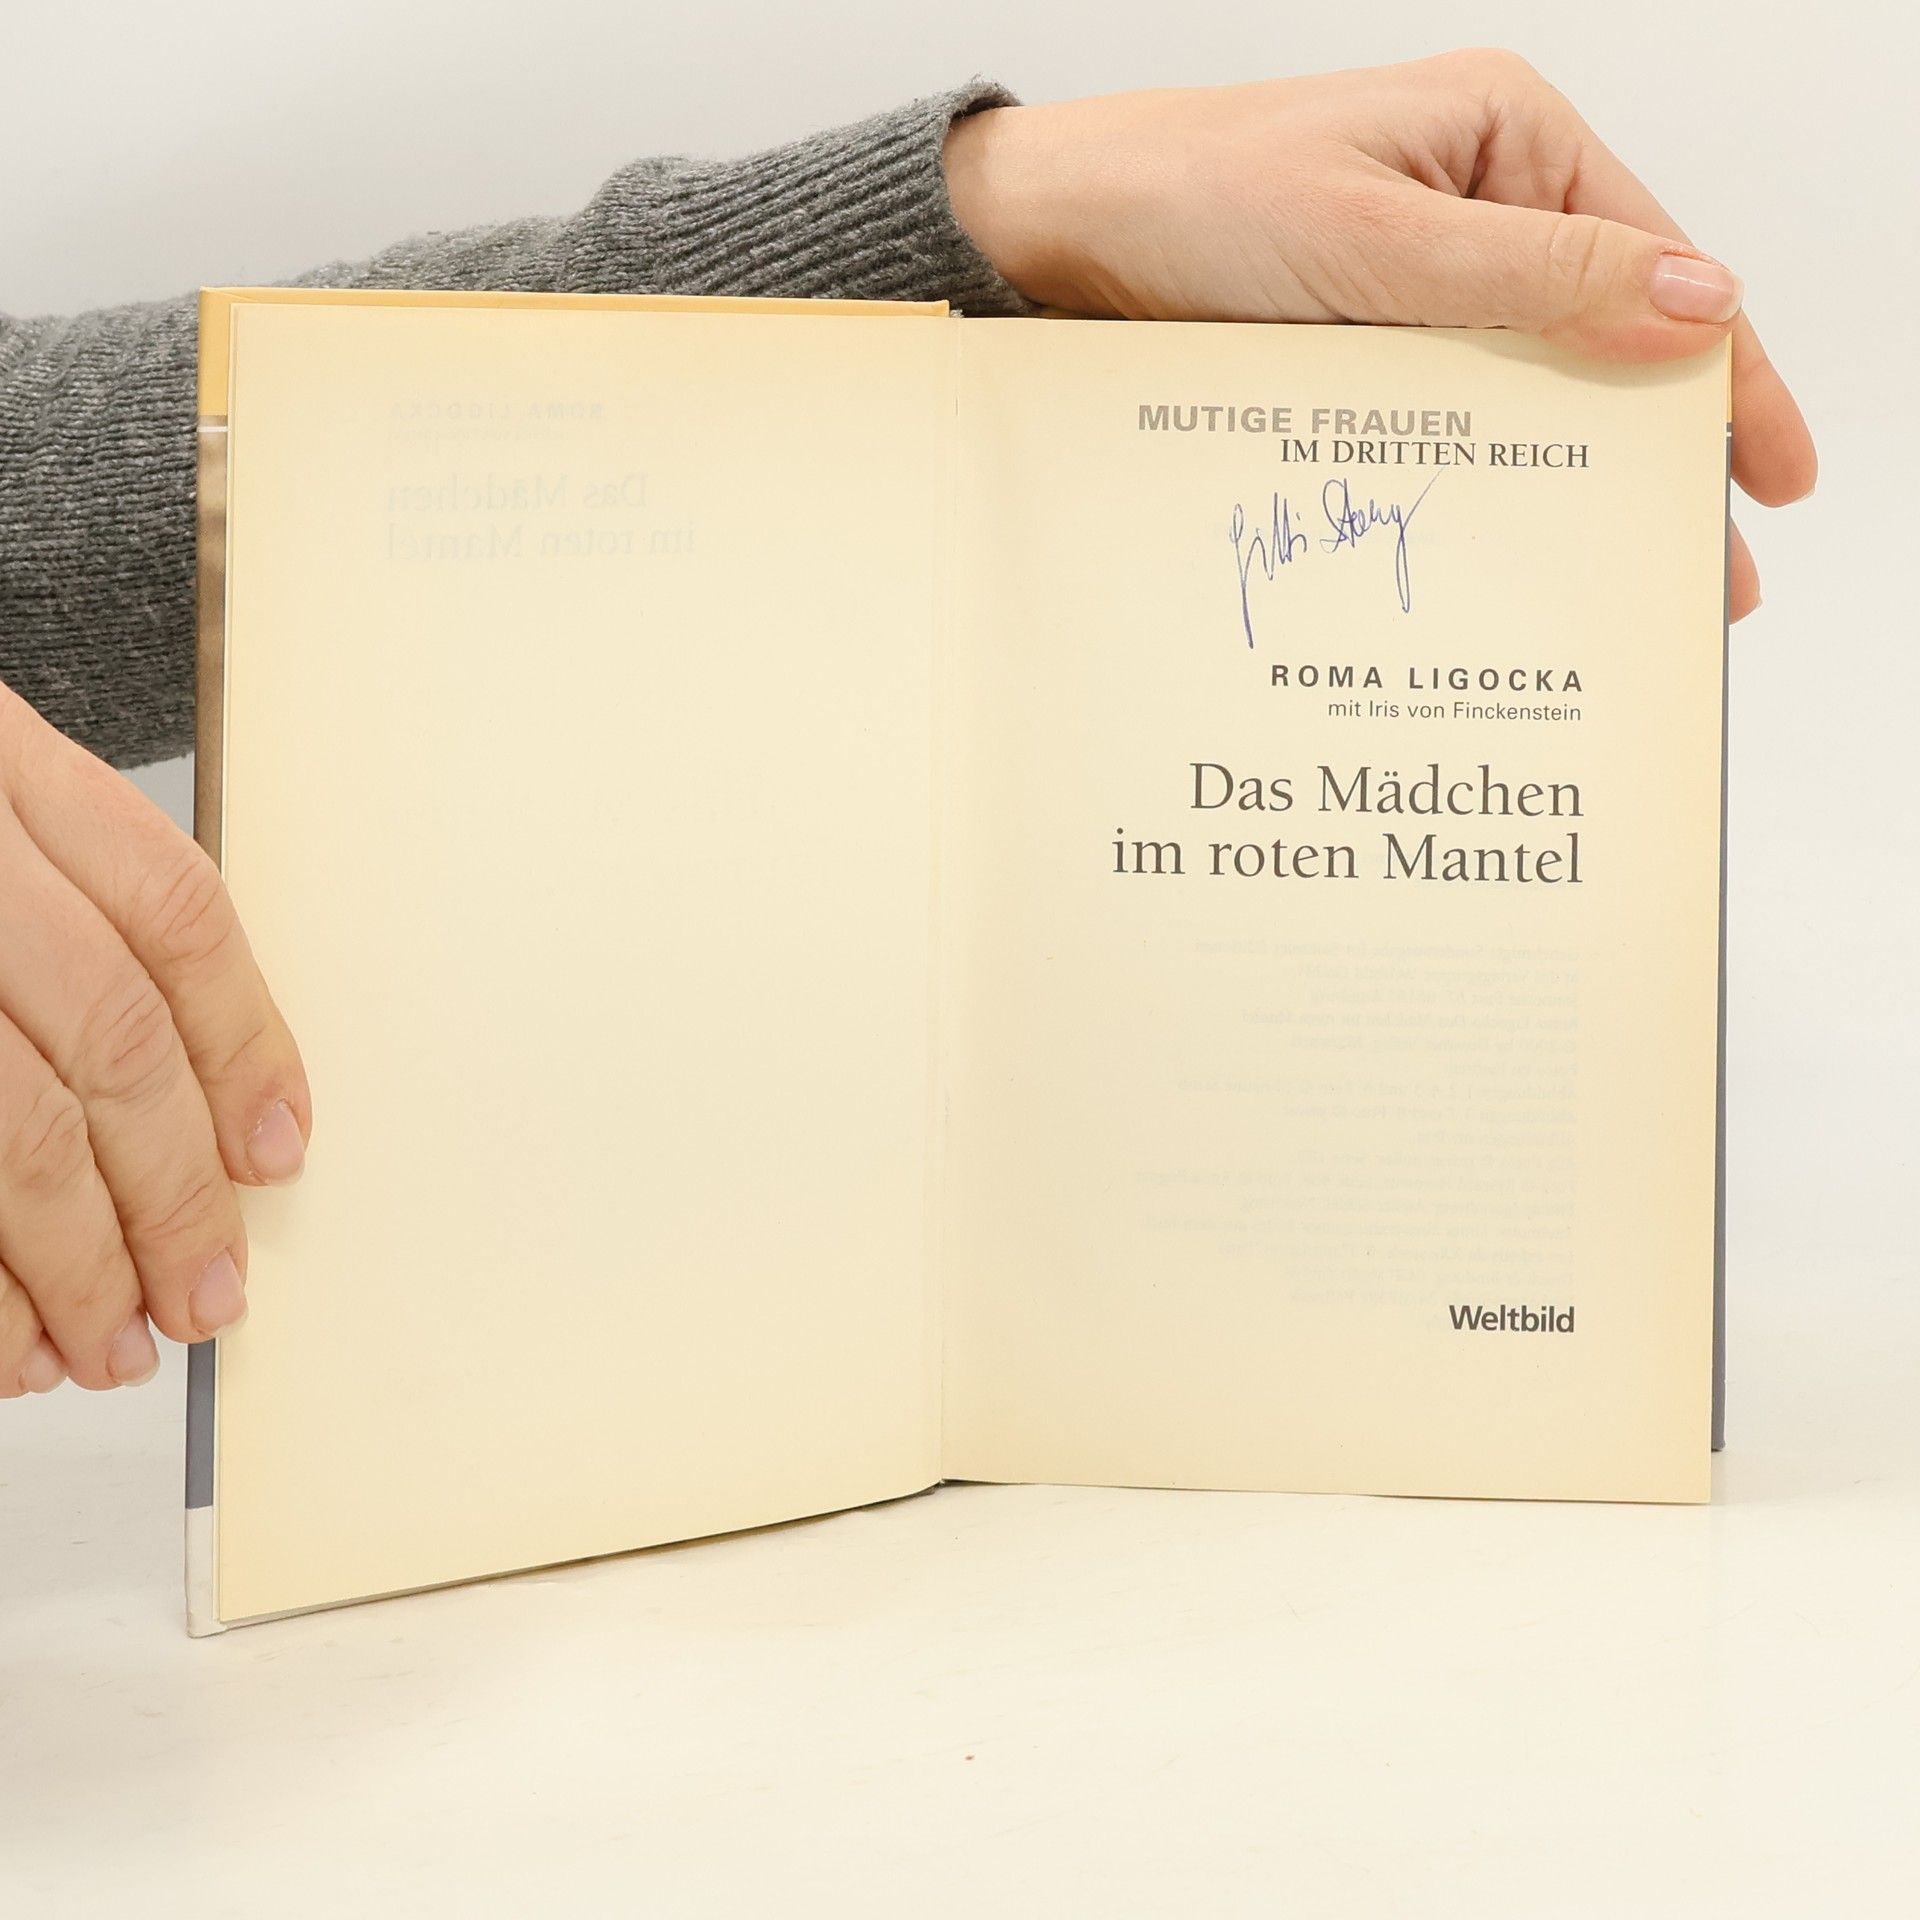 MUTIGE FRAUEN
IM DRITTEN REICH
ROMA LIGOCKA
mit Iris von Finckenstein
Das Mädchen
im roten Mantel
Weltbild